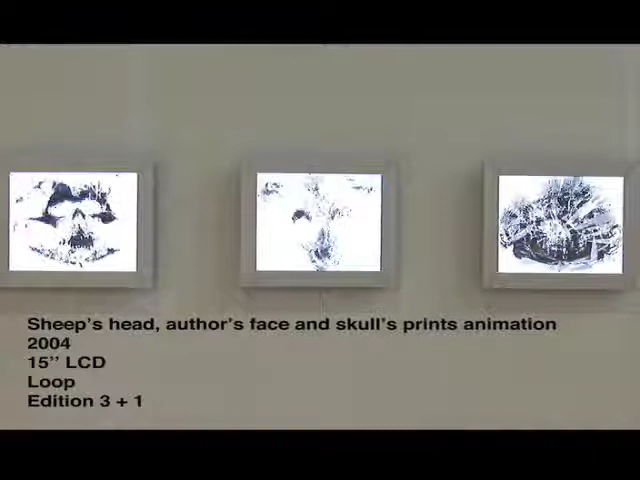 Sheep's head, author's face and skull's prints animation
2004
15’’ LCD
Loop
Edition 3 + 1